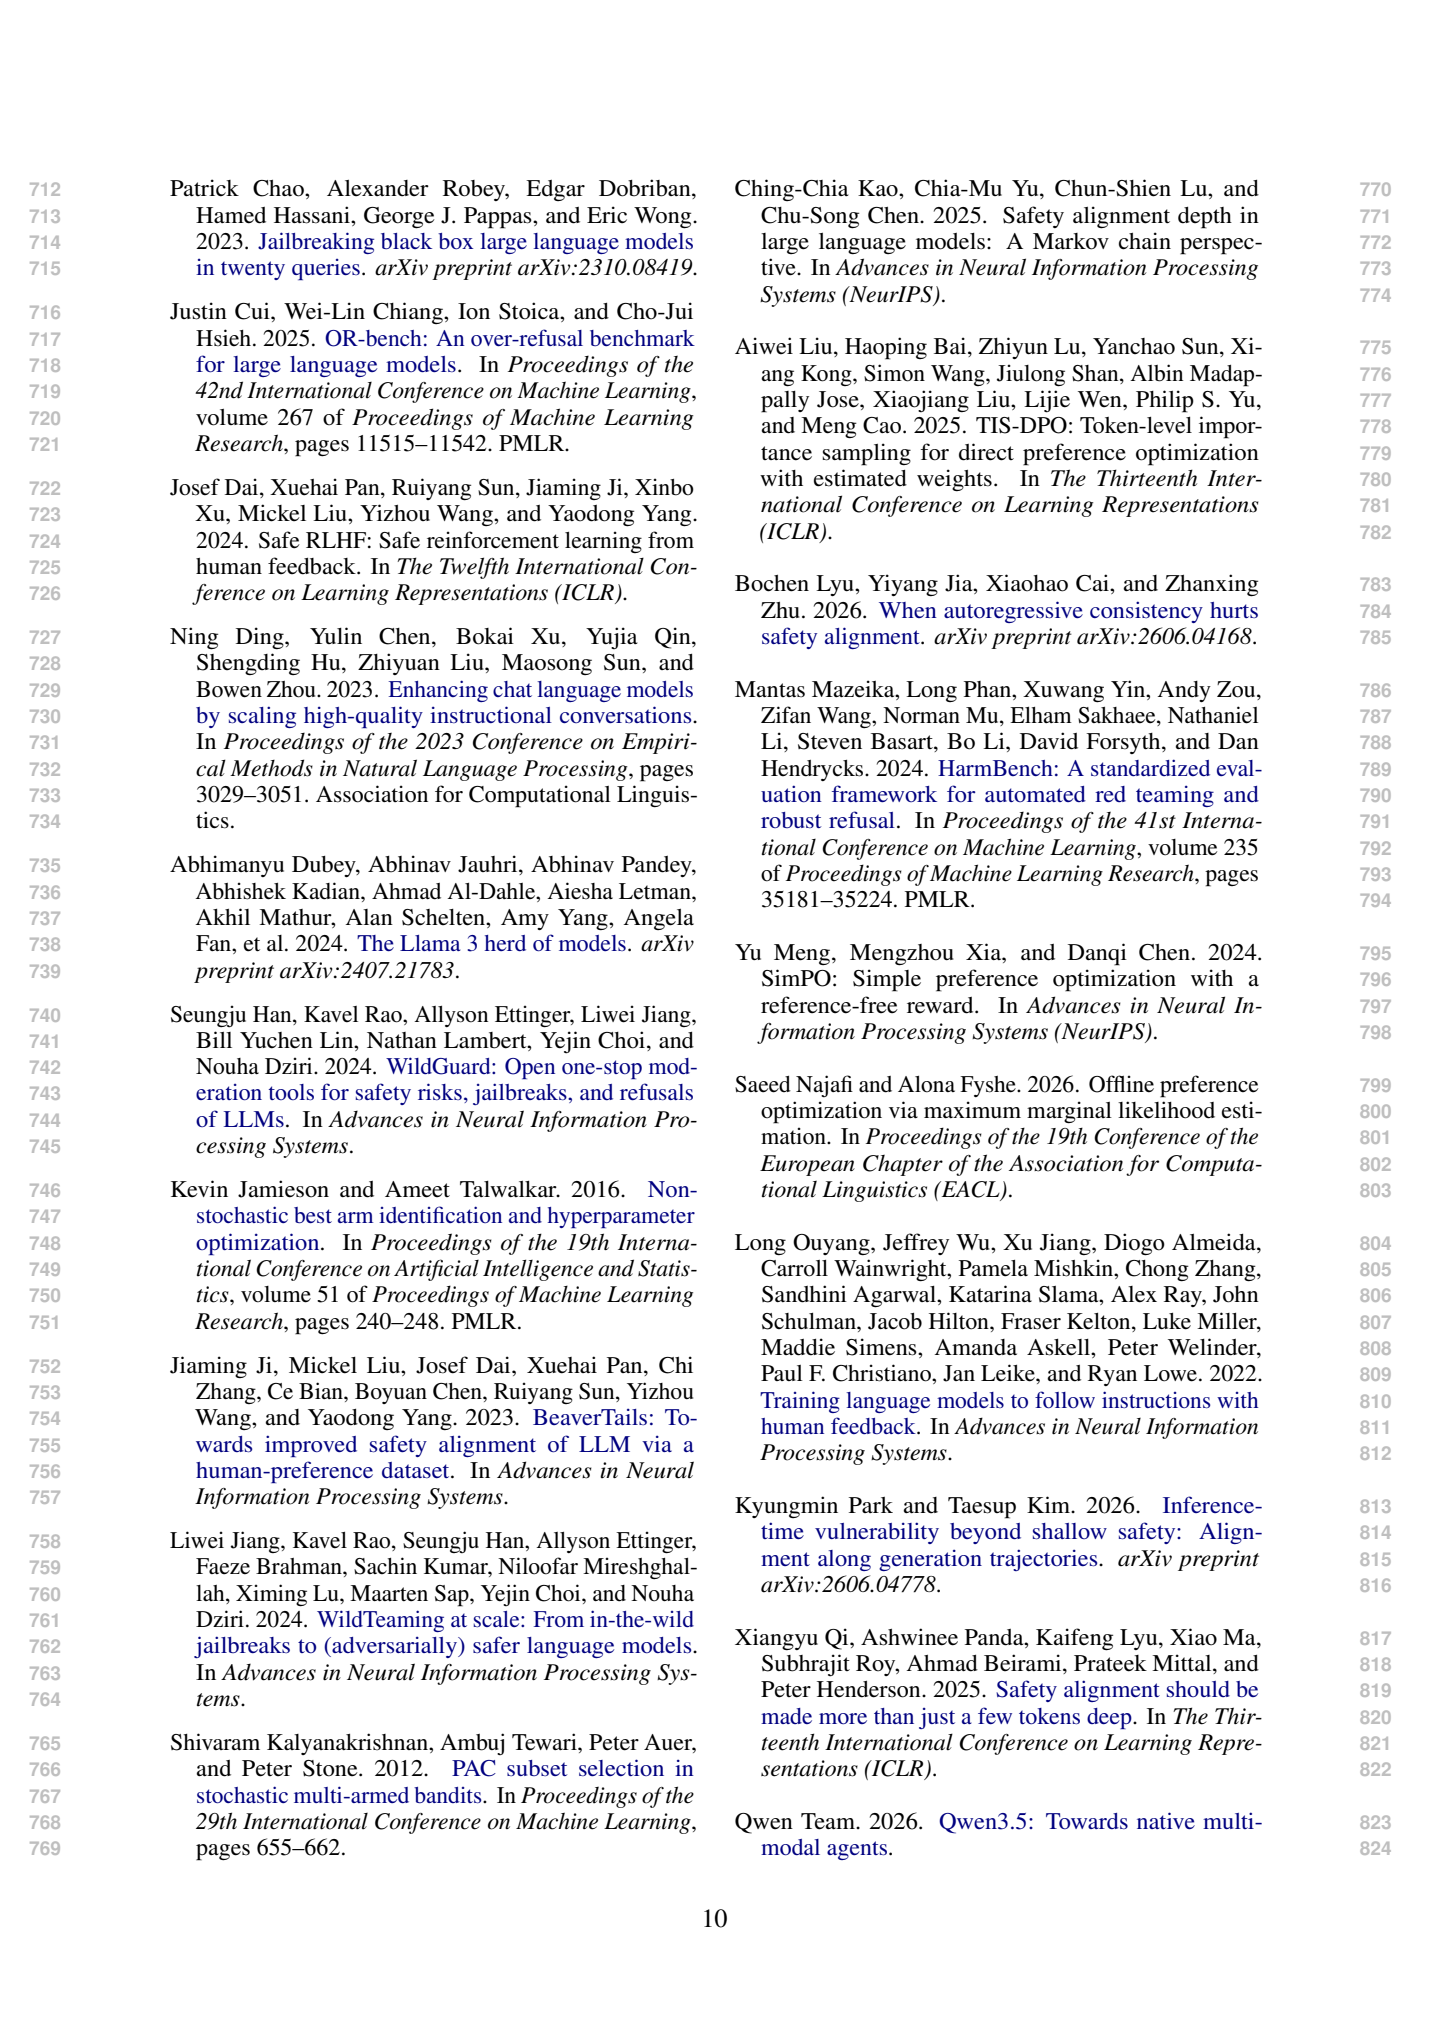 712 Patrick Chao, Alexander Robey, Edgar Dobriban,
713 Hamed Hassani, George J. Pappas, and Eric Wong.
714 2023. Jailbreaking black box large language models
715 in twenty queries. arXiv preprint arXiv:2310.08419.
716 Justin Cui, Wei-Lin Chiang, Ion Stoica, and Cho-Jui
717 Hsieh. 2025. OR-bench: An over-refusal benchmark
718 for large language models. In Proceedings of the
719 42nd International Conference on Machine Learning,
720 volume 267 of Proceedings of Machine Learning
721 Research, pages 11515–11542. PMLR.
722 Josef Dai, Xuehai Pan, Ruiyang Sun, Jiaming Ji, Xinbo
723 Xu, Mickel Liu, Yizhou Wang, and Yaodong Yang.
724 2024. Safe RLHF: Safe reinforcement learning from
725 human feedback. In The Twelfth International Con-
726 ference on Learning Representations (ICLR).
727 Ning Ding, Yulin Chen, Bokai Xu, Yujia Qin,
728 Shengding Hu, Zhiyuan Liu, Maosong Sun, and
729 Bowen Zhou. 2023. Enhancing chat language models
730 by scaling high-quality instructional conversations.
731 In Proceedings of the 2023 Conference on Empiri-
732 cal Methods in Natural Language Processing, pages
733 3029–3051. Association for Computational Linguis-
734 tics.
735 Abhimanyu Dubey, Abhinav Jauhri, Abhinav Pandey,
736 Abhishek Kadian, Ahmad Al-Dahle, Aiesha Letman,
737 Akhil Mathur, Alan Schelten, Amy Yang, Angela
738 Fan, et al. 2024. The Llama 3 herd of models. arXiv
739 preprint arXiv:2407.21783.
740 Seungju Han, Kavel Rao, Allyson Ettinger, Liwei Jiang,
741 Bill Yuchen Lin, Nathan Lambert, Yejin Choi, and
742 Nouha Dziri. 2024. WildGuard: Open one-stop mod-
743 eration tools for safety risks, jailbreaks, and refusals
744 of LLMs. In Advances in Neural Information Pro-
745 cessing Systems.
746 Kevin Jamieson and Ameet Talwalkar. 2016. Non-
747 stochastic best arm identification and hyperparameter
748 optimization. In Proceedings of the 19th Interna-
749 tional Conference on Artificial Intelligence and Statis-
750 tics, volume 51 of Proceedings of Machine Learning
751 Research, pages 240–248. PMLR.
752 Jiaming Ji, Mickel Liu, Josef Dai, Xuehai Pan, Chi
753 Zhang, Ce Bian, Boyuan Chen, Ruiyang Sun, Yizhou
754 Wang, and Yaodong Yang. 2023. BeaverTails: To-
755 wards improved safety alignment of LLM via a
756 human-preference dataset. In Advances in Neural
757 Information Processing Systems.
758 Liwei Jiang, Kavel Rao, Seungju Han, Allyson Ettinger,
759 Faeze Brahman, Sachin Kumar, Niloofar Mireshghal-
760 lah, Ximing Lu, Maarten Sap, Yejin Choi, and Nouha
761 Dziri. 2024. WildTeaming at scale: From in-the-wild
762 jailbreaks to (adversarially) safer language models.
763 In Advances in Neural Information Processing Sys-
764 tems.
765 Shivaram Kalyanakrishnan, Ambuj Tewari, Peter Auer,
766 and Peter Stone. 2012. PAC subset selection in
767 stochastic multi-armed bandits. In Proceedings of the
768 29th International Conference on Machine Learning,
769 pages 655–662.
Ching-Chia Kao, Chia-Mu Yu, Chun-Shien Lu, and 770
Chu-Song Chen. 2025. Safety alignment depth in 771
large language models: A Markov chain perspec- 772
tive. In Advances in Neural Information Processing 773
Systems (NeurIPS). 774
Aiwei Liu, Haoping Bai, Zhiyun Lu, Yanchao Sun, Xi- 775
ang Kong, Simon Wang, Jiulong Shan, Albin Madap- 776
pally Jose, Xiaojiang Liu, Lijie Wen, Philip S. Yu, 777
and Meng Cao. 2025. TIS-DPO: Token-level impor- 778
tance sampling for direct preference optimization 779
with estimated weights. In The Thirteenth Inter- 780
national Conference on Learning Representations 781
(ICLR). 782
Bochen Lyu, Yiyang Jia, Xiaohao Cai, and Zhanxing 783
Zhu. 2026. When autoregressive consistency hurts 784
safety alignment. arXiv preprint arXiv:2606.04168. 785
Mantas Mazeika, Long Phan, Xuwang Yin, Andy Zou, 786
Zifan Wang, Norman Mu, Elham Sakhaee, Nathaniel 787
Li, Steven Basart, Bo Li, David Forsyth, and Dan 788
Hendrycks. 2024. HarmBench: A standardized eval- 789
uation framework for automated red teaming and 790
robust refusal. In Proceedings of the 41st Interna- 791
tional Conference on Machine Learning, volume 235 792
of Proceedings of Machine Learning Research, pages 793
35181–35224. PMLR. 794
Yu Meng, Mengzhou Xia, and Danqi Chen. 2024. 795
SimPO: Simple preference optimization with a 796
reference-free reward. In Advances in Neural In- 797
formation Processing Systems (NeurIPS). 798
Saeed Najafi and Alona Fyshe. 2026. Offline preference 799
optimization via maximum marginal likelihood esti- 800
mation. In Proceedings of the 19th Conference of the 801
European Chapter of the Association for Computa- 802
tional Linguistics (EACL). 803
Long Ouyang, Jeffrey Wu, Xu Jiang, Diogo Almeida, 804
Carroll Wainwright, Pamela Mishkin, Chong Zhang, 805
Sandhini Agarwal, Katarina Slama, Alex Ray, John 806
Schulman, Jacob Hilton, Fraser Kelton, Luke Miller, 807
Maddie Simens, Amanda Askell, Peter Welinder, 808
Paul F. Christiano, Jan Leike, and Ryan Lowe. 2022. 809
Training language models to follow instructions with 810
human feedback. In Advances in Neural Information 811
Processing Systems. 812
Kyungmin Park and Taesup Kim. 2026. Inference- 813
time vulnerability beyond shallow safety: Align- 814
ment along generation trajectories. arXiv preprint 815
arXiv:2606.04778. 816
Xiangyu Qi, Ashwinee Panda, Kaifeng Lyu, Xiao Ma, 817
Subhrajit Roy, Ahmad Beirami, Prateek Mittal, and 818
Peter Henderson. 2025. Safety alignment should be 819
made more than just a few tokens deep. In The Thir- 820
teenth International Conference on Learning Repre- 821
sentations (ICLR). 822
Qwen Team. 2026. Qwen3.5: Towards native multi- 823
modal agents. 824
10